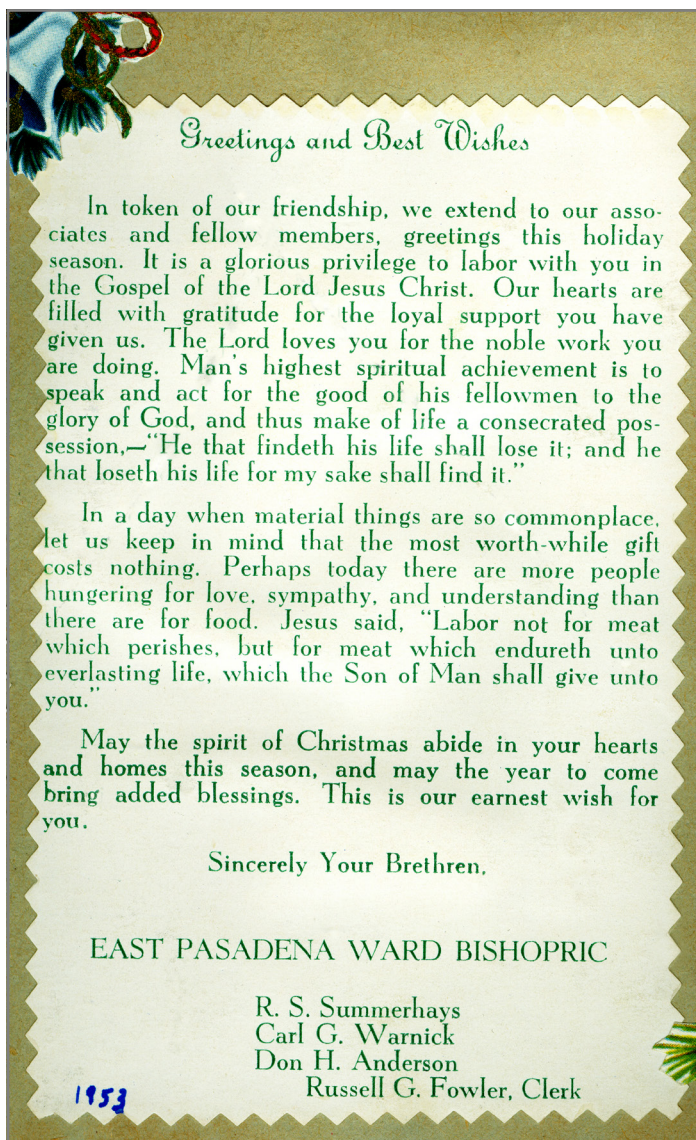 Greetings and Best Wishes
In token of our friendship, we extend to our asso-
ciates and fellow members, greetings this holiday
season. It is a glorious privilege to labor with you in
the Gospel of the Lord Jesus Christ. Our hearts are
filled with gratitude for the loyal support you have
given us. The Lord loves you for the noble work you
are doing. Man's highest spiritual achievement is to
speak and act for the good of his fellowmen to the
glory of God, and thus make of life a consecrated pos-
session,—"He that findeth his life shall lose it; and he
that loseth his life for my sake shall find it."
In a day when material things are so commonplace,
let us keep in mind that the most worth-while gift
costs nothing. Perhaps today there are more people
hungering for love, sympathy, and understanding than
there are for food. Jesus said, "Labor not for meat
which perishes, but for meat which endureth unto
everlasting life, which the Son of Man shall give unto
you."
May the spirit of Christmas abide in your hearts
and homes this season, and may the year to come
bring added blessings. This is our earnest wish for
you.
Sincerely Your Brethren,
EAST PASADENA WARD BISHOPRIC
R. S. Summerhays
Carl G. Warnick
Don H. Anderson
Russell G. Fowler, Clerk
1953